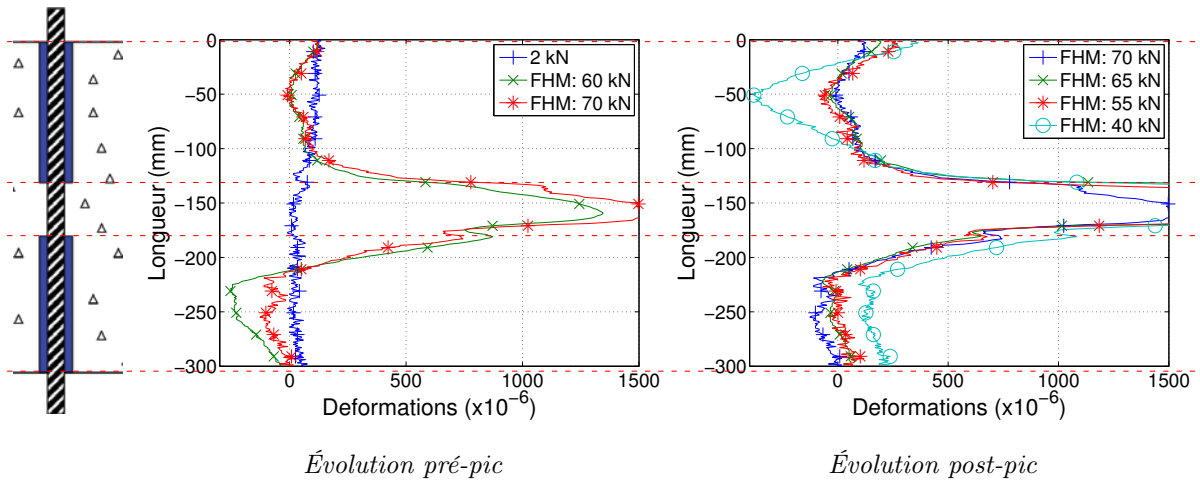 0
−50
−100
−150
−200
−250
−300
Longueur (mm)
0
500
1000
1500
Deformations (x10−6)
2 kN
FHM: 60 kN
FHM: 70 kN
Évolution pré-pic
0
−50
−100
−150
−200
−250
−300
Longueur (mm)
0
500
1000
1500
Deformations (x10−6)
FHM: 70 kN
FHM: 65 kN
FHM: 55 kN
FHM: 40 kN
Évolution post-pic